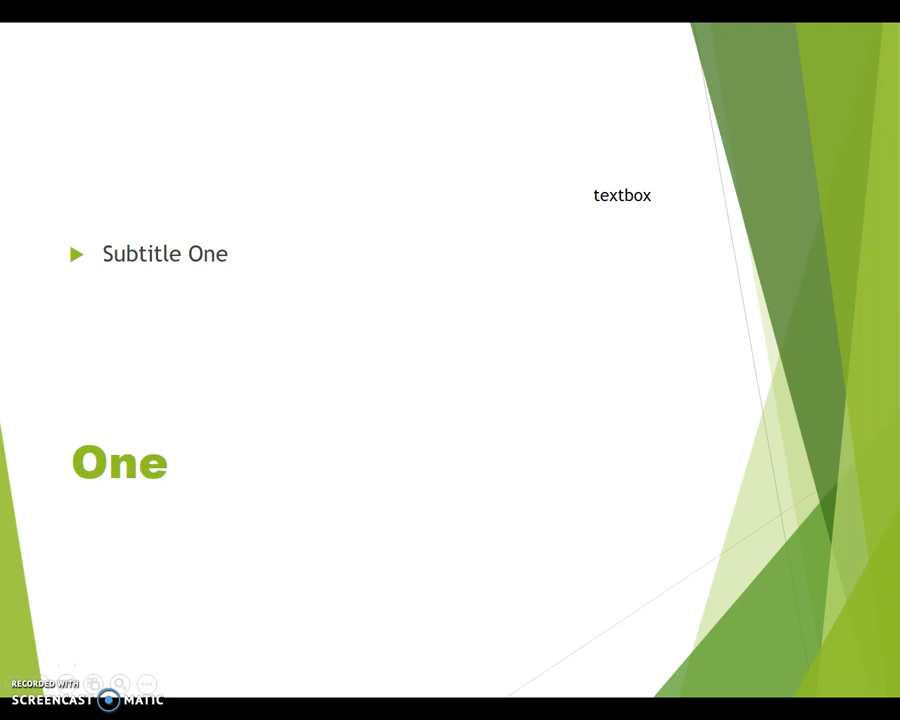 textbox
Subtitle One
One
RECORDED WITH
SCREENCAST MATIC